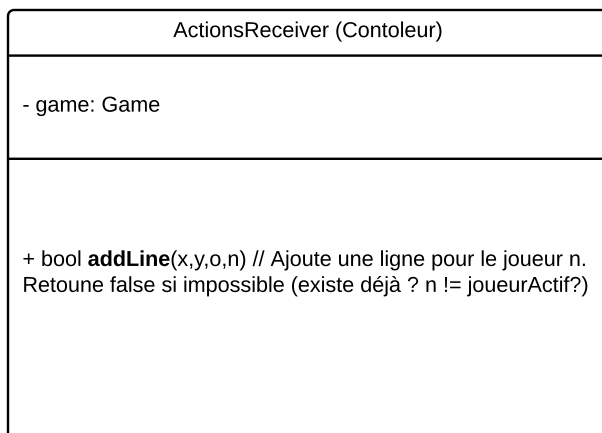 ActionsReceiver (Contoleur)
- game: Game
+ bool addLine(x,y,o,n) // Ajoute une ligne pour le joueur n.
Retoune false si impossible (existe déjà ? n != joueurActif?)